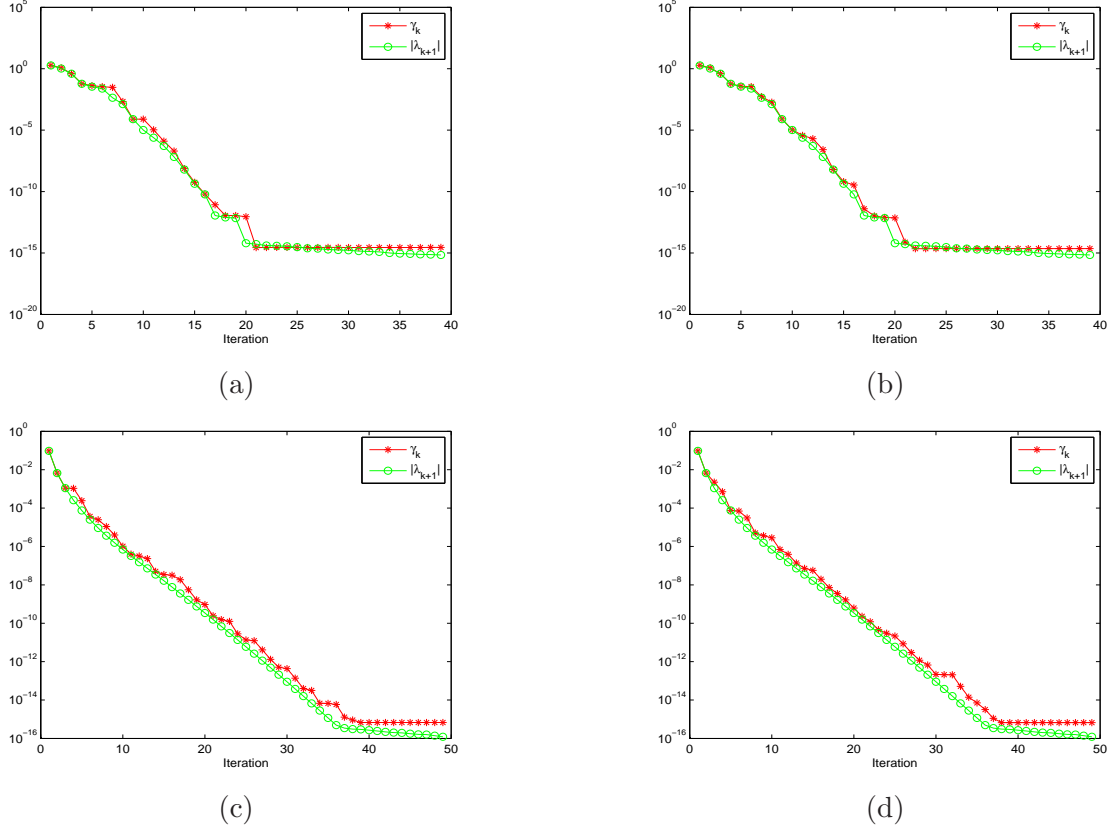 10^5
10^0
10^−5
10^−10
10^−15
10^−20
0 5 10 15 20 25 30 35 40
Iteration
γ_k
|λ_{k+1}|
(a)
10^5
10^0
10^−5
10^−10
10^−15
10^−20
0 5 10 15 20 25 30 35 40
Iteration
γ_k
|λ_{k+1}|
(b)
10^0
10^−2
10^−4
10^−6
10^−8
10^−10
10^−12
10^−14
10^−16
0 10 20 30 40 50
Iteration
γ_k
|λ_{k+1}|
(c)
10^0
10^−2
10^−4
10^−6
10^−8
10^−10
10^−12
10^−14
10^−16
0 10 20 30 40 50
Iteration
γ_k
|λ_{k+1}|
(d)